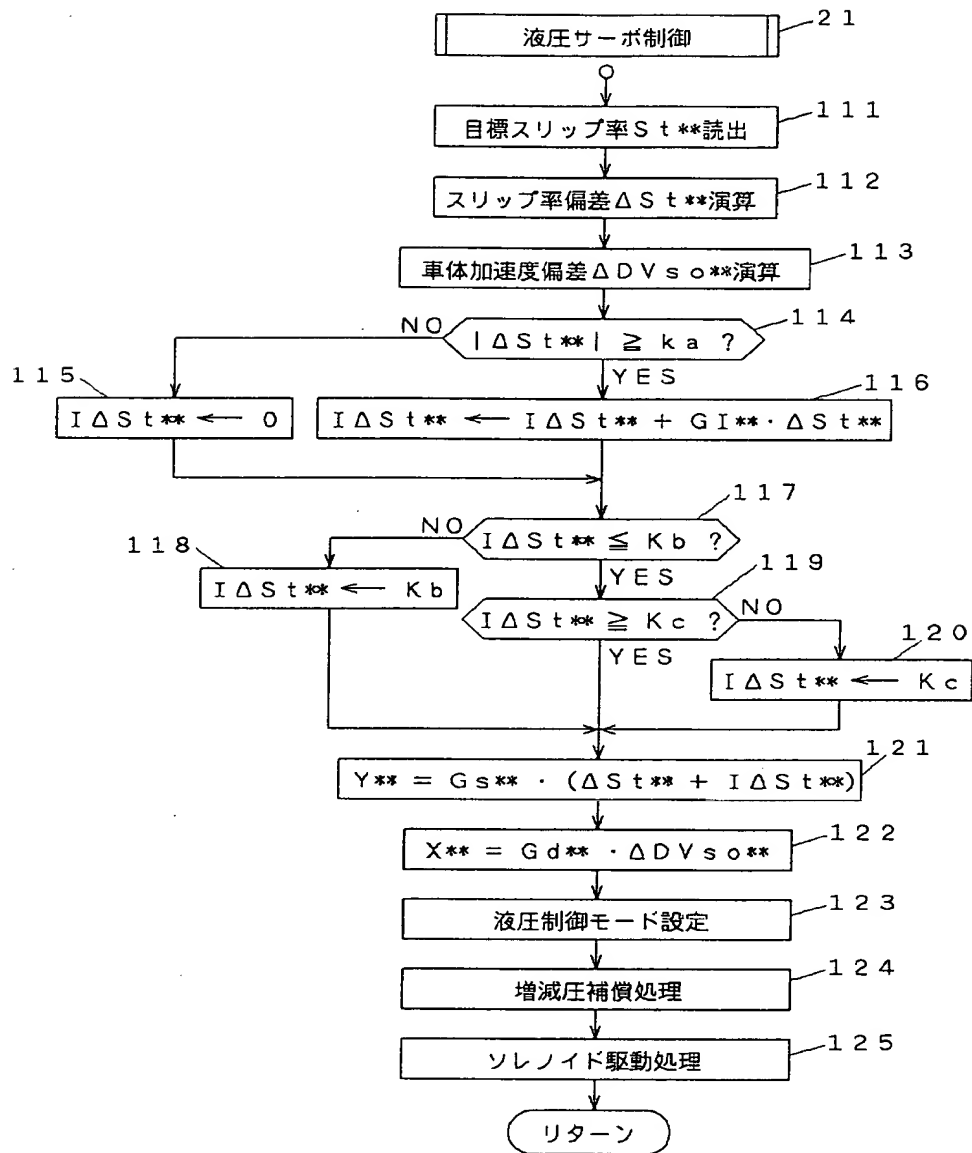 液圧サーボ制御
21
目標スリップ率St**読出
111
スリップ率偏差ΔSt**演算
112
車体加速度偏差ΔDVso**演算
113
|ΔSt**| ≧ ka ?
114
NO
YES
115
IΔSt** ← 0
116
IΔSt** ← IΔSt** + GI**・ΔSt**
117
IΔSt** ≦ Kb ?
NO
YES
118
IΔSt** ← Kb
119
IΔSt** ≧ Kc ?
NO
YES
120
IΔSt** ← Kc
121
Y** = Gs**・(ΔSt** + IΔSt**)
122
X** = Gd**・ΔDVso**
123
液圧制御モード設定
124
増減圧補償処理
125
ソレノイド駆動処理
リターン